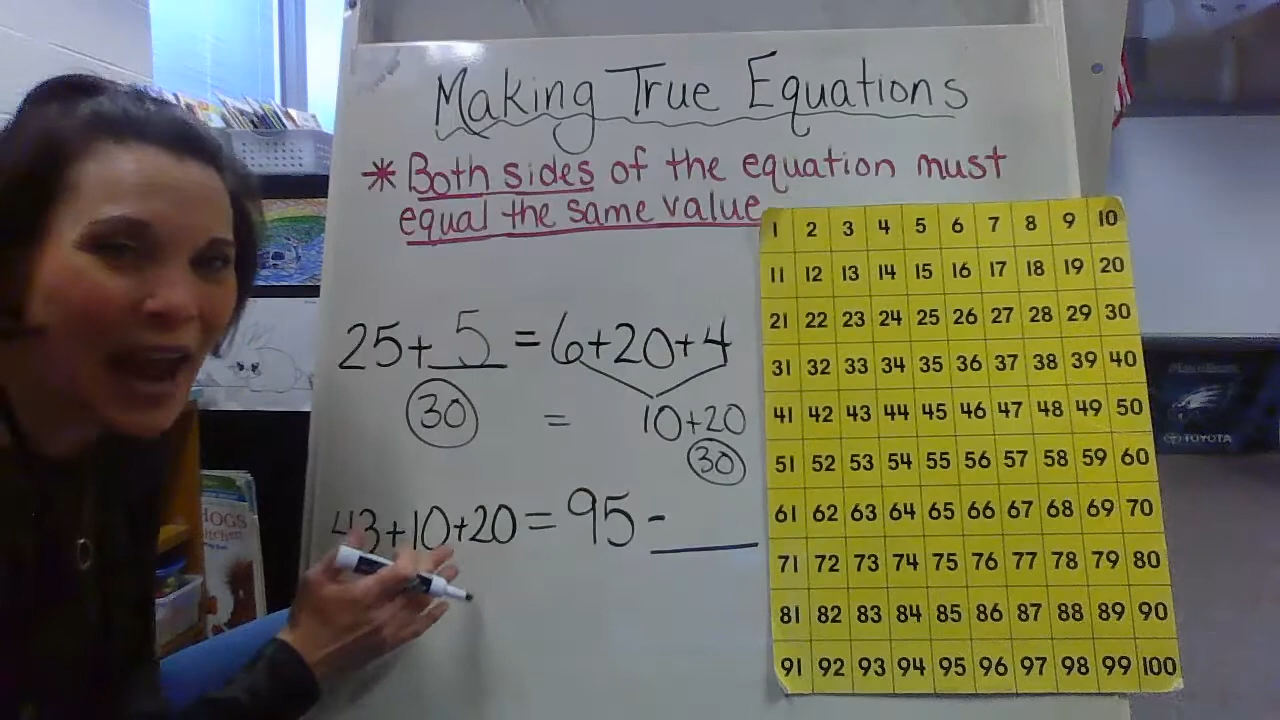 Making True Equations
* Both sides of the equation must
equal the same value
25+ 5 = 6+20+4
30 = 10+20
30
43+10+20=95-___
1 2 3 4 5 6 7 8 9 10
11 12 13 14 15 16 17 18 19 20
21 22 23 24 25 26 27 28 29 30
31 32 33 34 35 36 37 38 39 40
41 42 43 44 45 46 47 48 49 50
51 52 53 54 55 56 57 58 59 60
61 62 63 64 65 66 67 68 69 70
71 72 73 74 75 76 77 78 79 80
81 82 83 84 85 86 87 88 89 90
91 92 93 94 95 96 97 98 99 100
TOYOTA